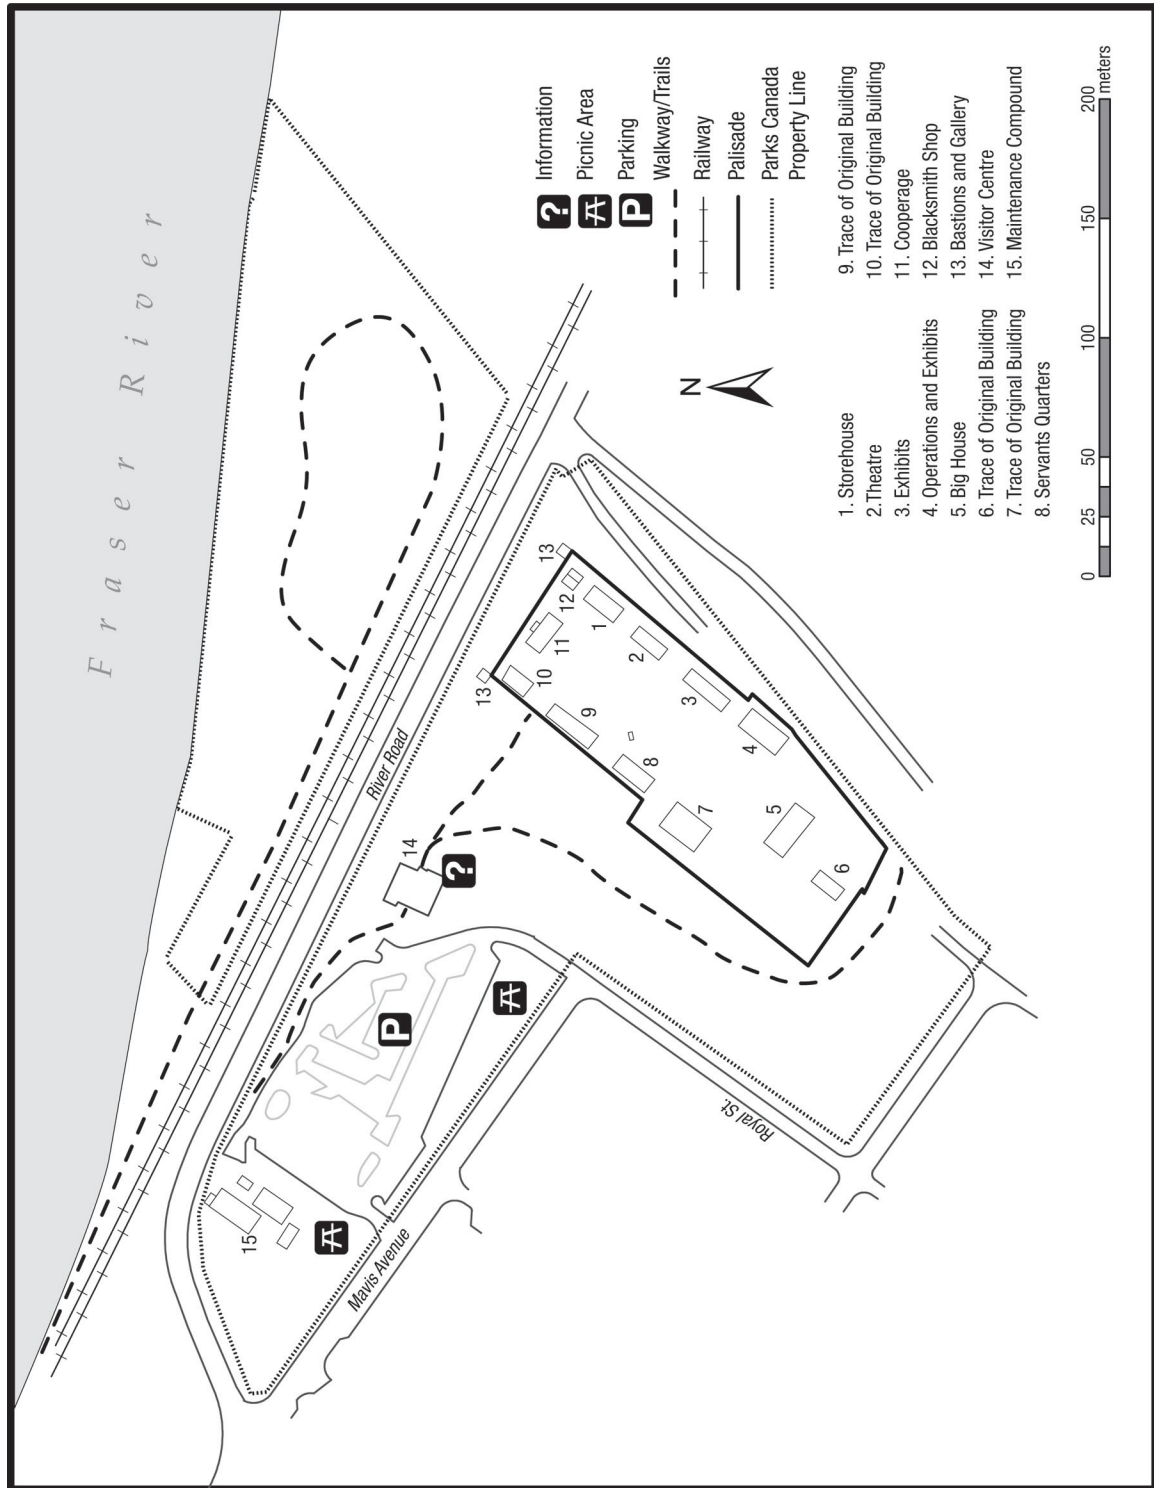 Fraser River
River Road
Mavis Avenue
Royal St.
13
13
12
11
10
1
2
9
3
8
4
7
5
6
14
15
?
P
N
? Information
Picnic Area
P Parking
Walkway/Trails
Railway
Palisade
Parks Canada
Property Line
1. Storehouse
2.Theatre
3. Exhibits
4. Operations and Exhibits
5. Big House
6. Trace of Original Building
7. Trace of Original Building
8. Servants Quarters
9. Trace of Original Building
10. Trace of Original Building
11. Cooperage
12. Blacksmith Shop
13. Bastions and Gallery
14. Visitor Centre
15. Maintenance Compound
0 25 50 100 150 200
meters